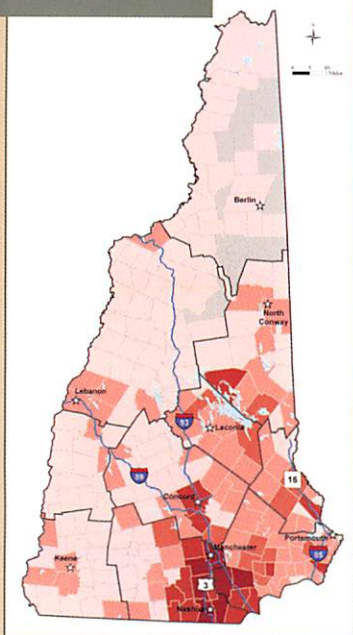 Berlin
North
Conway
Lebanon
Laconia
93
89
16
Concord
Portsmouth
95
Manchester
Keene
3
Nashua